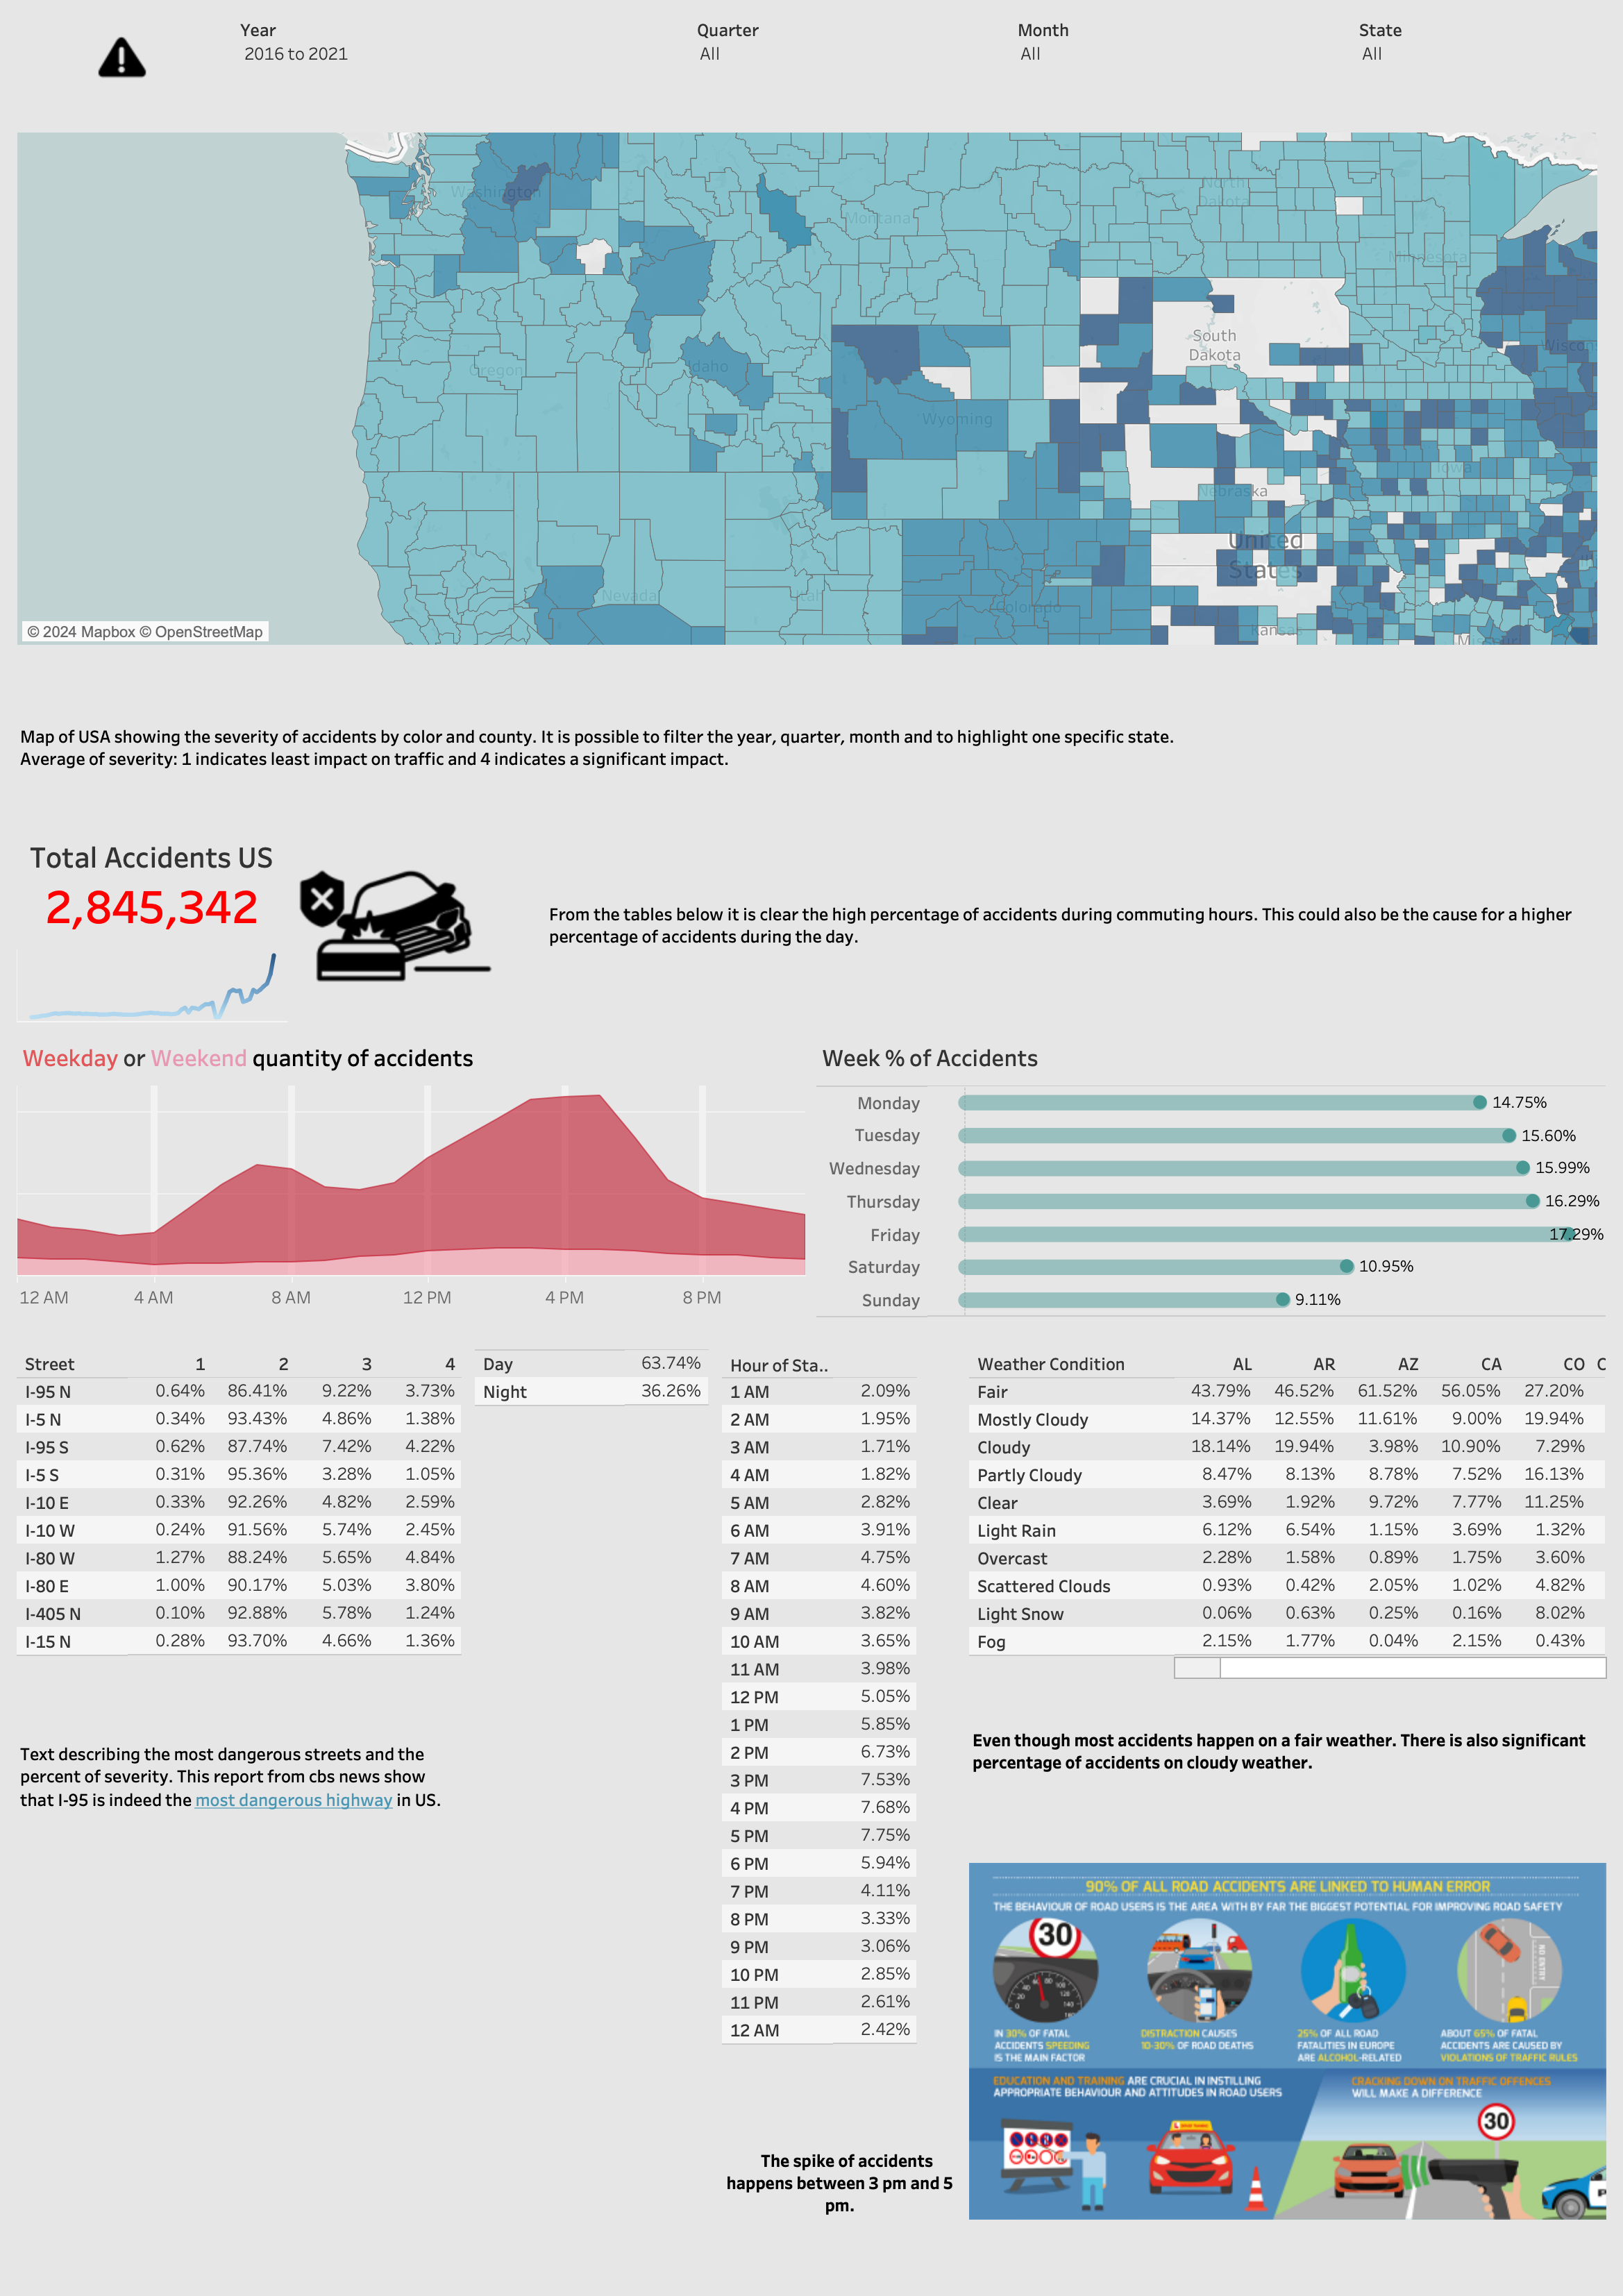 Year Quarter Month State
2016 to 2021 All All All
Washington
Montana
North
Dakota
Minnesota
South
Dakota
Oregon
Idaho
Wyoming
Iowa
Nebraska
United
States
Nevada
Utah
Colorado
Kansas
© 2024 Mapbox © OpenStreetMap
Map of USA showing the severity of accidents by color and county. It is possible to filter the year, quarter, month and to highlight one specific state.
Average of severity: 1 indicates least impact on traffic and 4 indicates a significant impact.
Total Accidents US
2,845,342
From the tables below it is clear the high percentage of accidents during commuting hours. This could also be the cause for a higher
percentage of accidents during the day.
Weekday or Weekend quantity of accidents
12 AM 4 AM 8 AM 12 PM 4 PM 8 PM
Week % of Accidents
Monday 14.75%
Tuesday 15.60%
Wednesday 15.99%
Thursday 16.29%
Friday 17.29%
Saturday 10.95%
Sunday 9.11%
Street 1 2 3 4
I-95 N 0.64% 86.41% 9.22% 3.73%
I-5 N 0.34% 93.43% 4.86% 1.38%
I-95 S 0.62% 87.74% 7.42% 4.22%
I-5 S 0.31% 95.36% 3.28% 1.05%
I-10 E 0.33% 92.26% 4.82% 2.59%
I-10 W 0.24% 91.56% 5.74% 2.45%
I-80 W 1.27% 88.24% 5.65% 4.84%
I-80 E 1.00% 90.17% 5.03% 3.80%
I-405 N 0.10% 92.88% 5.78% 1.24%
I-15 N 0.28% 93.70% 4.66% 1.36%
Text describing the most dangerous streets and the
percent of severity. This report from cbs news show
that I-95 is indeed the most dangerous highway in US.
Day 63.74%
Night 36.26%
Hour of Sta..
1 AM 2.09%
2 AM 1.95%
3 AM 1.71%
4 AM 1.82%
5 AM 2.82%
6 AM 3.91%
7 AM 4.75%
8 AM 4.60%
9 AM 3.82%
10 AM 3.65%
11 AM 3.98%
12 PM 5.05%
1 PM 5.85%
2 PM 6.73%
3 PM 7.53%
4 PM 7.68%
5 PM 7.75%
6 PM 5.94%
7 PM 4.11%
8 PM 3.33%
9 PM 3.06%
10 PM 2.85%
11 PM 2.61%
12 AM 2.42%
The spike of accidents
happens between 3 pm and 5
pm.
Weather Condition AL AR AZ CA CO C
Fair 43.79% 46.52% 61.52% 56.05% 27.20%
Mostly Cloudy 14.37% 12.55% 11.61% 9.00% 19.94%
Cloudy 18.14% 19.94% 3.98% 10.90% 7.29%
Partly Cloudy 8.47% 8.13% 8.78% 7.52% 16.13%
Clear 3.69% 1.92% 9.72% 7.77% 11.25%
Light Rain 6.12% 6.54% 1.15% 3.69% 1.32%
Overcast 2.28% 1.58% 0.89% 1.75% 3.60%
Scattered Clouds 0.93% 0.42% 2.05% 1.02% 4.82%
Light Snow 0.06% 0.63% 0.25% 0.16% 8.02%
Fog 2.15% 1.77% 0.04% 2.15% 0.43%
Even though most accidents happen on a fair weather. There is also significant
percentage of accidents on cloudy weather.
90% OF ALL ROAD ACCIDENTS ARE LINKED TO HUMAN ERROR
THE BEHAVIOUR OF ROAD USERS IS THE AREA WITH BY FAR THE BIGGEST POTENTIAL FOR IMPROVING ROAD SAFETY
30
NO ENTRY
IN 30% OF FATAL
ACCIDENTS SPEEDING
IS THE MAIN FACTOR
DISTRACTION CAUSES
10-30% OF ROAD DEATHS
25% OF ALL ROAD
FATALITIES IN EUROPE
ARE ALCOHOL-RELATED
ABOUT 65% OF FATAL
ACCIDENTS ARE CAUSED BY
VIOLATIONS OF TRAFFIC RULES
EDUCATION AND TRAINING ARE CRUCIAL IN INSTILLING
APPROPRIATE BEHAVIOUR AND ATTITUDES IN ROAD USERS
CRACKING DOWN ON TRAFFIC OFFENCES
WILL MAKE A DIFFERENCE
30